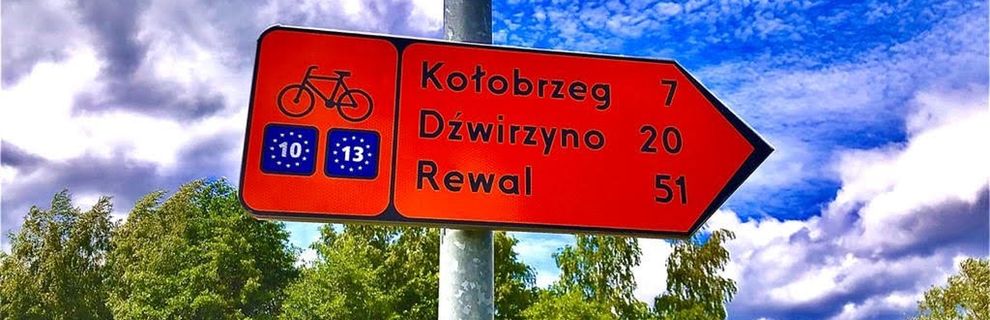 10 13
Kołobrzeg 7
Dźwirzyno 20
Rewal 51